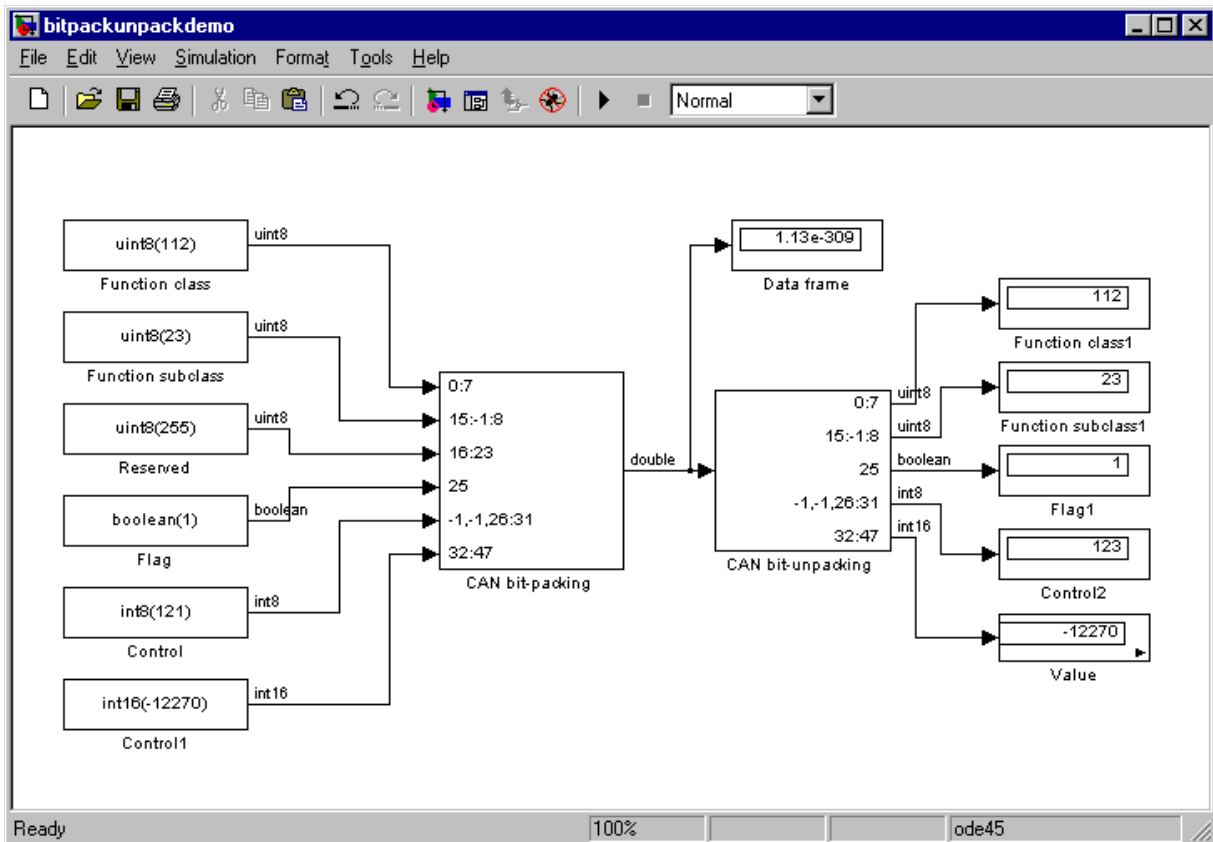 bitpackunpackdemo
File Edit View Simulation Format Tools Help
Normal
uint8(112)
uint8
Function class
uint8(23)
uint8
Function subclass
uint8(255)
uint8
Reserved
boolean(1)
boolean
Flag
int8(121)
int8
Control
int16(-12270)
int16
Control1
0:7
15:-1:8
16:23
25
-1,-1,26:31
32:47
CAN bit-packing
double
1.13e-309
Data frame
0:7
15:-1:8
25
-1,-1,26:31
32:47
CAN bit-unpacking
uint8
uint8
boolean
int8
int16
112
Function class1
23
Function subclass1
1
Flag1
123
Control2
-12270
Value
Ready 100% ode45